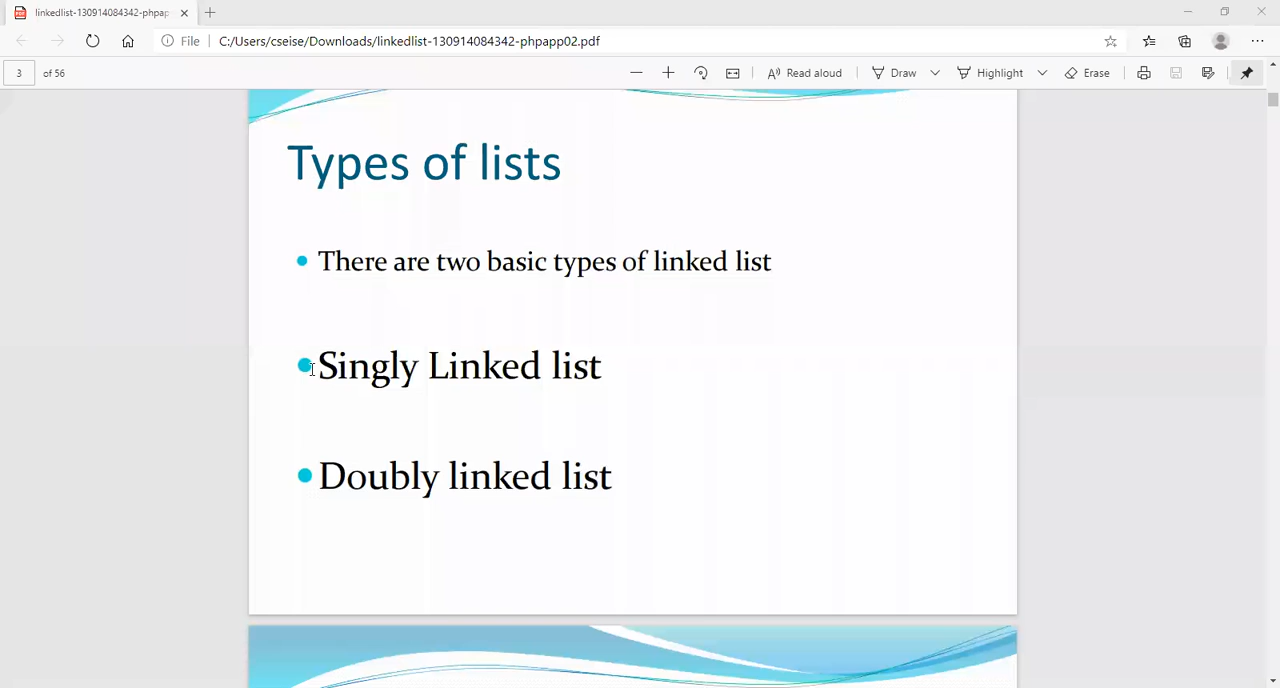 linkedlist-130914084342-phpap
File
C:/Users/cseise/Downloads/linkedlist-130914084342-phpapp02.pdf
3 of 56
Read aloud
Draw
Highlight
Erase
Types of lists
There are two basic types of linked list
Singly Linked list
Doubly linked list